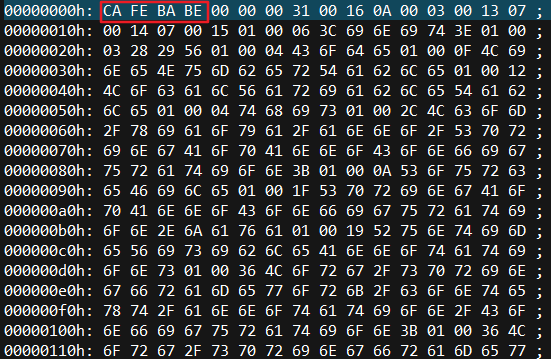 00000000h: CA FE BA BE 00 00 00 31 00 16 0A 00 03 00 13 07 ;
00000010h: 00 14 07 00 15 01 00 06 3C 69 6E 69 74 3E 01 00 ;
00000020h: 03 28 29 56 01 00 04 43 6F 64 65 01 00 0F 4C 69 ;
00000030h: 6E 65 4E 75 6D 62 65 72 54 61 62 6C 65 01 00 12 ;
00000040h: 4C 6F 63 61 6C 56 61 72 69 61 62 6C 65 54 61 62 ;
00000050h: 6C 65 01 00 04 74 68 69 73 01 00 2C 4C 63 6F 6D ;
00000060h: 2F 78 69 61 6F 79 61 2F 61 6E 6E 6F 2F 53 70 72 ;
00000070h: 69 6E 67 41 6F 70 41 6E 6E 6F 43 6F 6E 66 69 67 ;
00000080h: 75 72 61 74 69 6F 6E 3B 01 00 0A 53 6F 75 72 63 ;
00000090h: 65 46 69 6C 65 01 00 1F 53 70 72 69 6E 67 41 6F ;
000000a0h: 70 41 6E 6E 6F 43 6F 6E 66 69 67 75 72 61 74 69 ;
000000b0h: 6F 6E 2E 6A 61 76 61 01 00 19 52 75 6E 74 69 6D ;
000000c0h: 65 56 69 73 69 62 6C 65 41 6E 6E 6F 74 61 74 69 ;
000000d0h: 6F 6E 73 01 00 36 4C 6F 72 67 2F 73 70 72 69 6E ;
000000e0h: 67 66 72 61 6D 65 77 6F 72 6B 2F 63 6F 6E 74 65 ;
000000f0h: 78 74 2F 61 6E 6E 6F 74 61 74 69 6F 6E 2F 43 6F ;
00000100h: 6E 66 69 67 75 72 61 74 69 6F 6E 3B 01 00 36 4C ;
00000110h: 6F 72 67 2F 73 70 72 69 6E 67 66 72 61 6D 65 77 ;